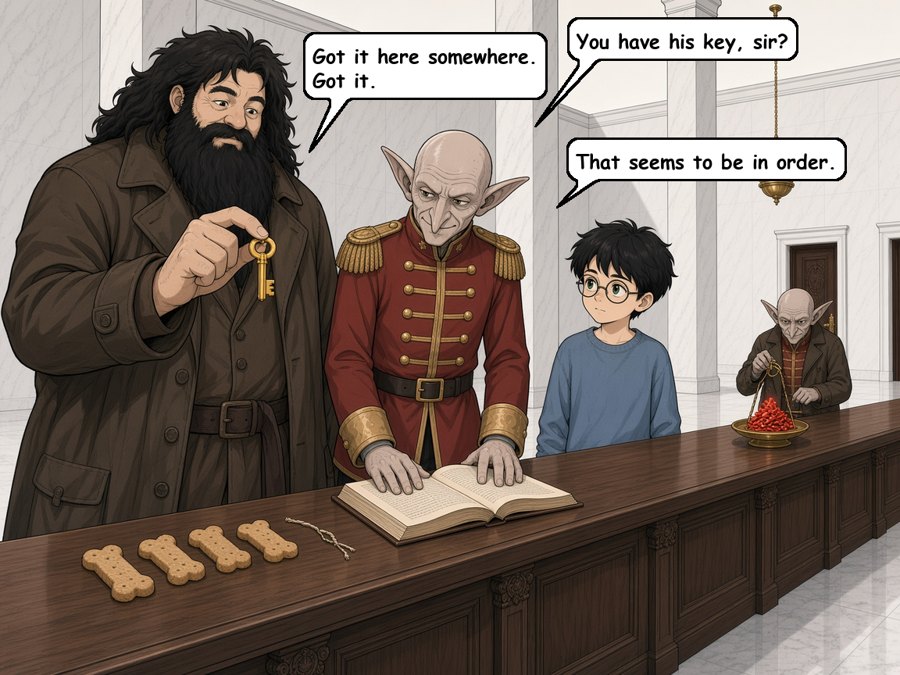 Got it here somewhere.
Got it.
You have his key, sir?
That seems to be in order.